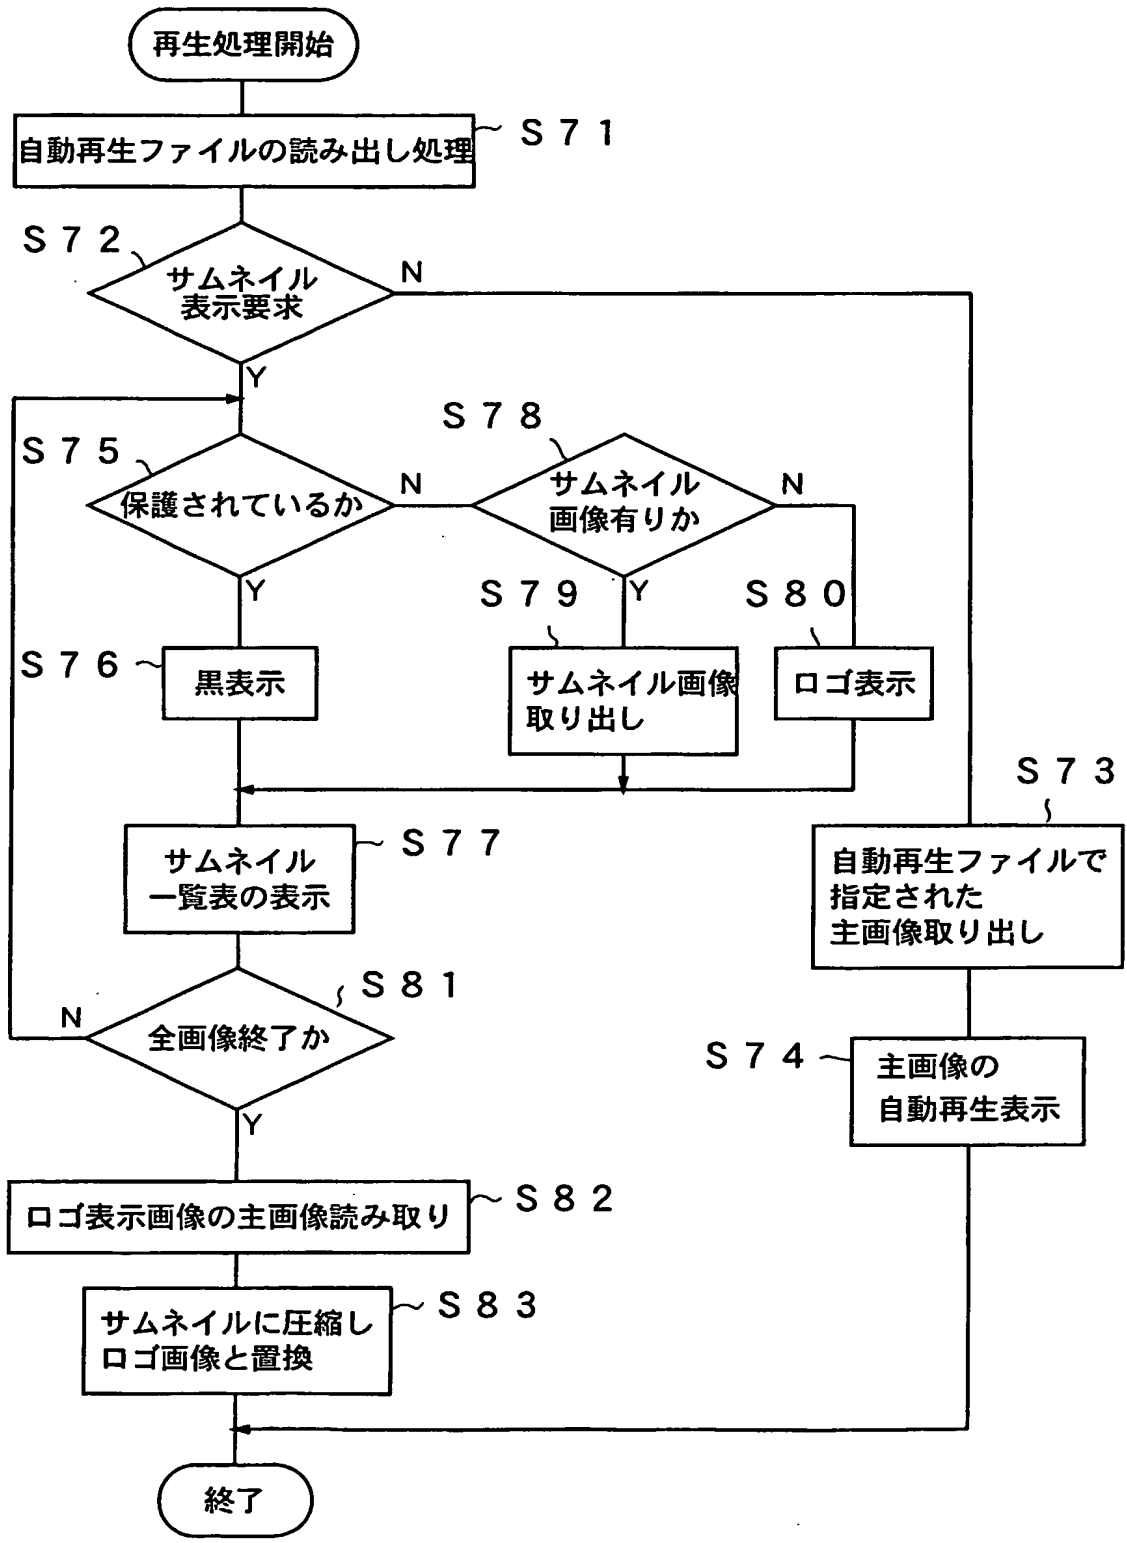 再生処理開始
S71
自動再生ファイルの読み出し処理
S72
サムネイル
表示要求
N
Y
S75
保護されているか
N
Y
S78
サムネイル
画像有りか
N
Y
S76
黒表示
S79
サムネイル画像
取り出し
S80
ロゴ表示
S73
自動再生ファイルで
指定された
主画像取り出し
S77
サムネイル
一覧表の表示
S81
全画像終了か
N
Y
S74
主画像の
自動再生表示
S82
ロゴ表示画像の主画像読み取り
S83
サムネイルに圧縮し
ロゴ画像と置換
終了